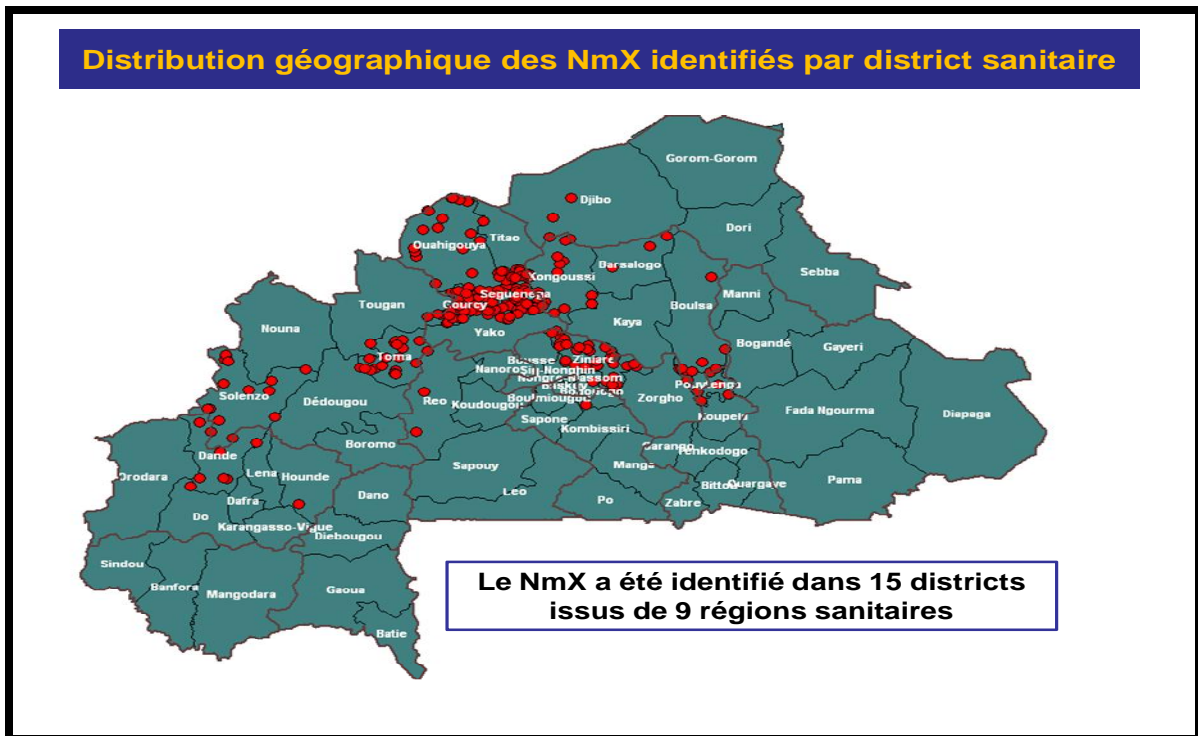 Distribution géographique des NmX identifiés par district sanitaire
Gorom-Gorom
Djibo
Dori
Titao
Ouahigouya
Barsalogo
Sebba
Kongoussi
Seguenega
Manni
Tougan
Gourcy
Boulsa
Nouna
Kaya
Yako
Bogandé
Gayeri
Toma
Bousse
Ziniare
Nanoro
Pouytenga
Solenzo
Dédougou
Reo
Koudougou
Boulmiougou
Zorgho
Fada Ngourma
Diapaga
Koupela
Sapone
Kombissiri
Boromo
Dande
Garango
Tenkodogo
Orodara
Lena
Hounde
Sapouy
Manga
Pama
Dano
Leo
Po
Bittou
Ouargaye
Zabre
Dafra
Do
Karangasso-Vigue
Diebougou
Sindou
Banfora
Mangodara
Gaoua
Batie
Le NmX a été identifié dans 15 districts
issus de 9 régions sanitaires